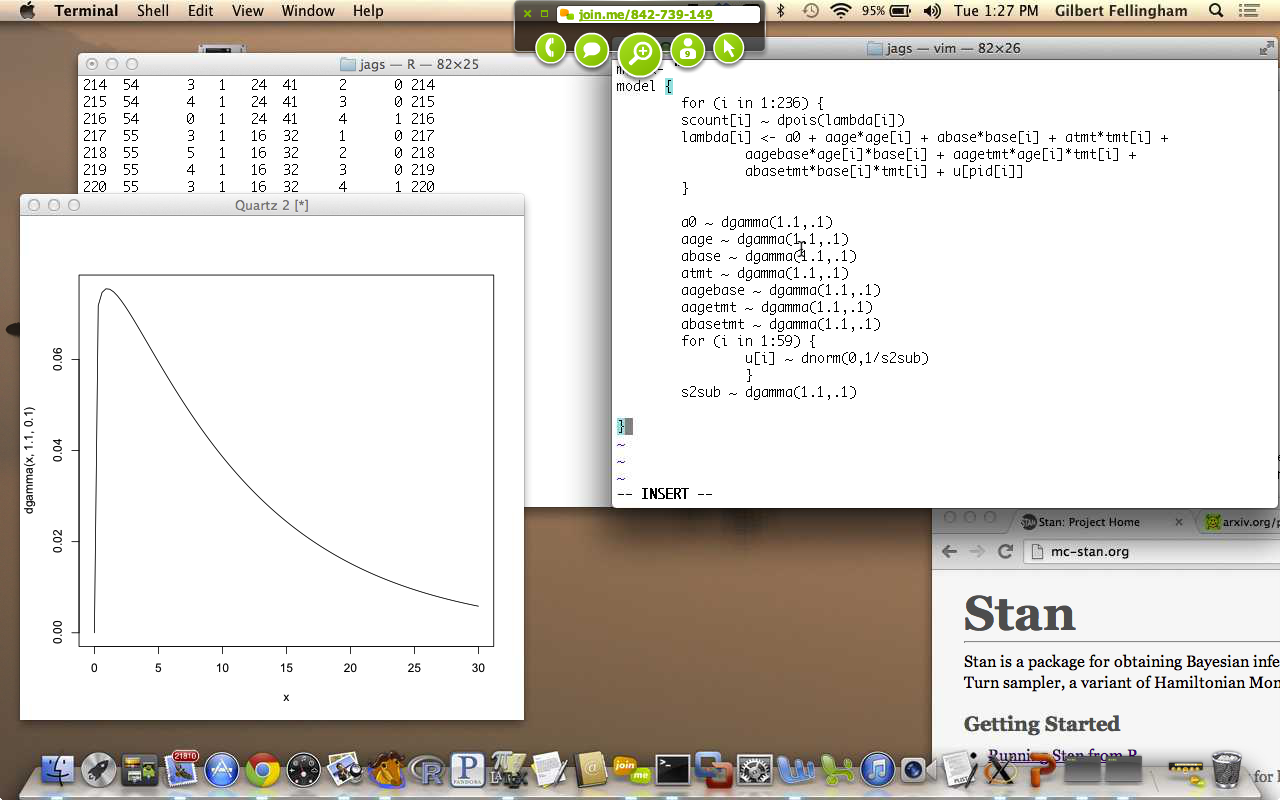 Terminal Shell Edit View Window Help
join.me/842-739-149
95% Tue 1:27 PM Gilbert Fellingham
jags — R — 82×25
214 54 3 1 24 41 2 0 214
215 54 4 1 24 41 3 0 215
216 54 0 1 24 41 4 1 216
217 55 3 1 16 32 1 0 217
218 55 5 1 16 32 2 0 218
219 55 4 1 16 32 3 0 219
220 55 3 1 16 32 4 1 220
Quartz 2 [*]
dgamma(x, 1.1, 0.1)
0.06
0.04
0.02
0.00
0 5 10 15 20 25 30
x
jags — vim — 82×26
model {
for (i in 1:236) {
scount[i] ~ dpois(lambda[i])
lambda[i] <- a0 + aage*age[i] + abase*base[i] + atmt*tmt[i] +
aagebase*age[i]*base[i] + aagetmt*age[i]*tmt[i] +
abasetmt*base[i]*tmt[i] + u[pid[i]]
}
a0 ~ dgamma(1.1,.1)
aage ~ dgamma(1.1,.1)
abase ~ dgamma(1.1,.1)
atmt ~ dgamma(1.1,.1)
aagebase ~ dgamma(1.1,.1)
aagetmt ~ dgamma(1.1,.1)
abasetmt ~ dgamma(1.1,.1)
for (i in 1:59) {
u[i] ~ dnorm(0,1/s2sub)
}
s2sub ~ dgamma(1.1,.1)
}
~
~
~
-- INSERT --
Stan: Project Home
arxiv.org/p
mc-stan.org
Stan
Stan is a package for obtaining Bayesian infe
Turn sampler, a variant of Hamiltonian Mon
Getting Started
Running Stan from R
for l
21810
PANDORA
join me
PLIST